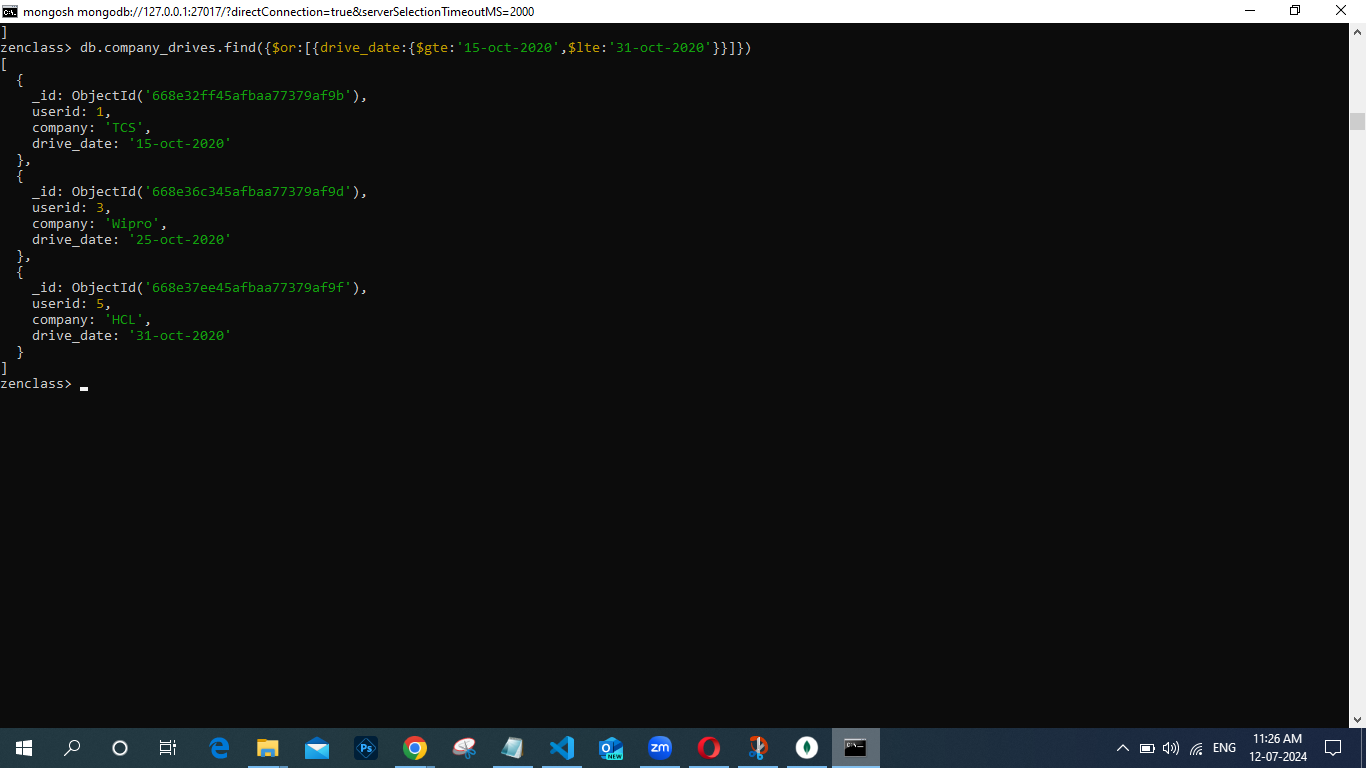 mongosh mongodb://127.0.0.1:27017/?directConnection=true&serverSelectionTimeoutMS=2000
]
zenclass> db.company_drives.find({$or:[{drive_date:{$gte:'15-oct-2020',$lte:'31-oct-2020'}}]})
[
  {
    _id: ObjectId('668e32ff45afbaa77379af9b'),
    userid: 1,
    company: 'TCS',
    drive_date: '15-oct-2020'
  },
  {
    _id: ObjectId('668e36c345afbaa77379af9d'),
    userid: 3,
    company: 'Wipro',
    drive_date: '25-oct-2020'
  },
  {
    _id: ObjectId('668e37ee45afbaa77379af9f'),
    userid: 5,
    company: 'HCL',
    drive_date: '31-oct-2020'
  }
]
zenclass>
Ps
NEW
zm
ENG
11:26 AM
12-07-2024